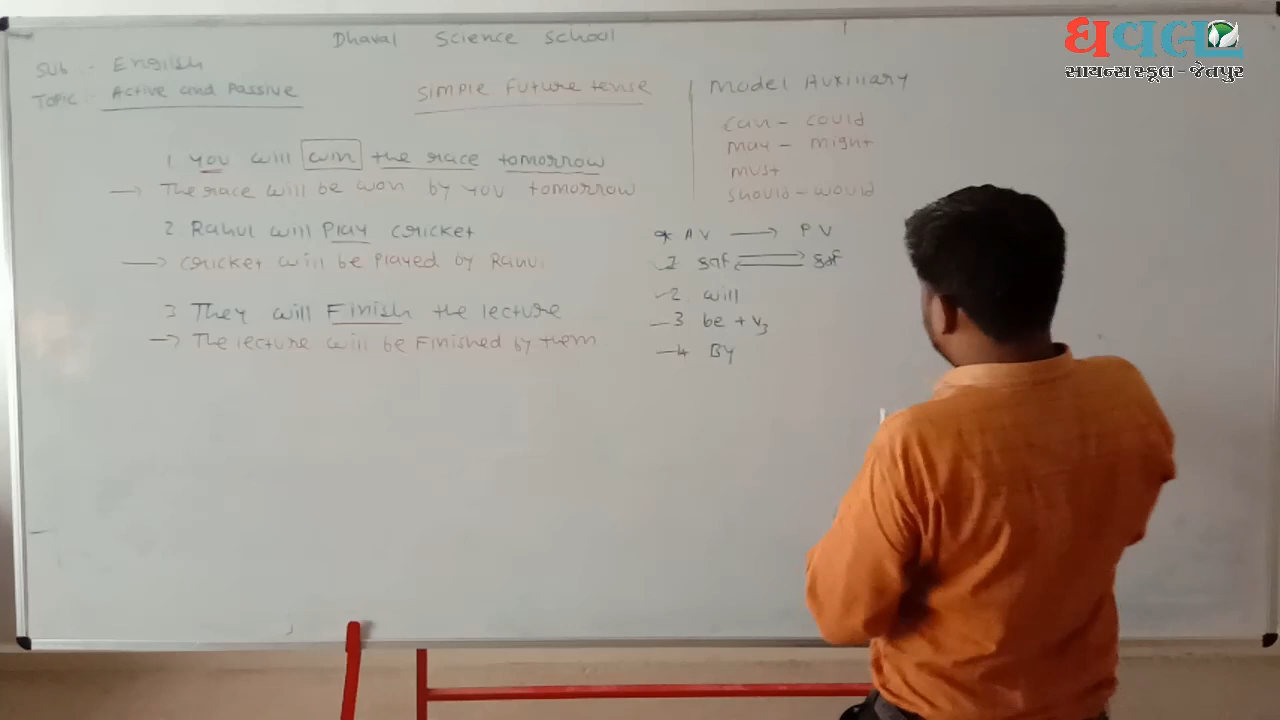 Dhaval Science School
ધવલ
સાયન્સ સ્કૂલ - જેતપુર
Sub :- English
Topic :- Active and Passive
Simple Future tense
Model Auxiliary
can - could
may - might
must
should - would
1. You will win the race tomorrow
→ The race will be won by you tomorrow
2 Rahul will Play cricket
→ cricket will be Played by
3 They will Finish the lecture
→ The lecture will be Finished by them
* AV → PV
2 will
3 be + V3
4 By